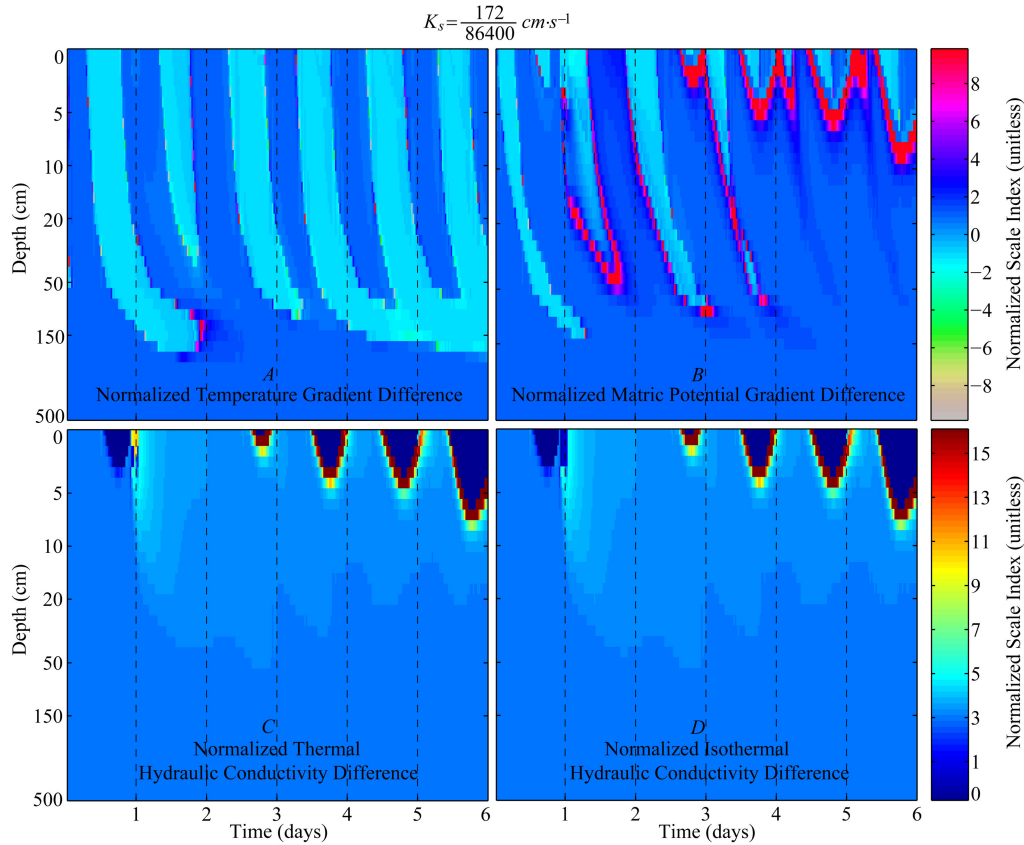 K_s = 172/86400 cm·s⁻¹
0
5
10
20
50
150
500
Depth (cm)
A
Normalized Temperature Gradient Difference
B
Normalized Matric Potential Gradient Difference
8
6
4
2
0
−2
−4
−6
−8
Normalized Scale Index (unitless)
0
5
10
20
50
150
500
Depth (cm)
C
Normalized Thermal
Hydraulic Conductivity Difference
1 2 3 4 5 6
Time (days)
D
Normalized Isothermal
Hydraulic Conductivity Difference
1 2 3 4 5 6
Time (days)
15
13
11
9
7
5
3
1
0
Normalized Scale Index (unitless)